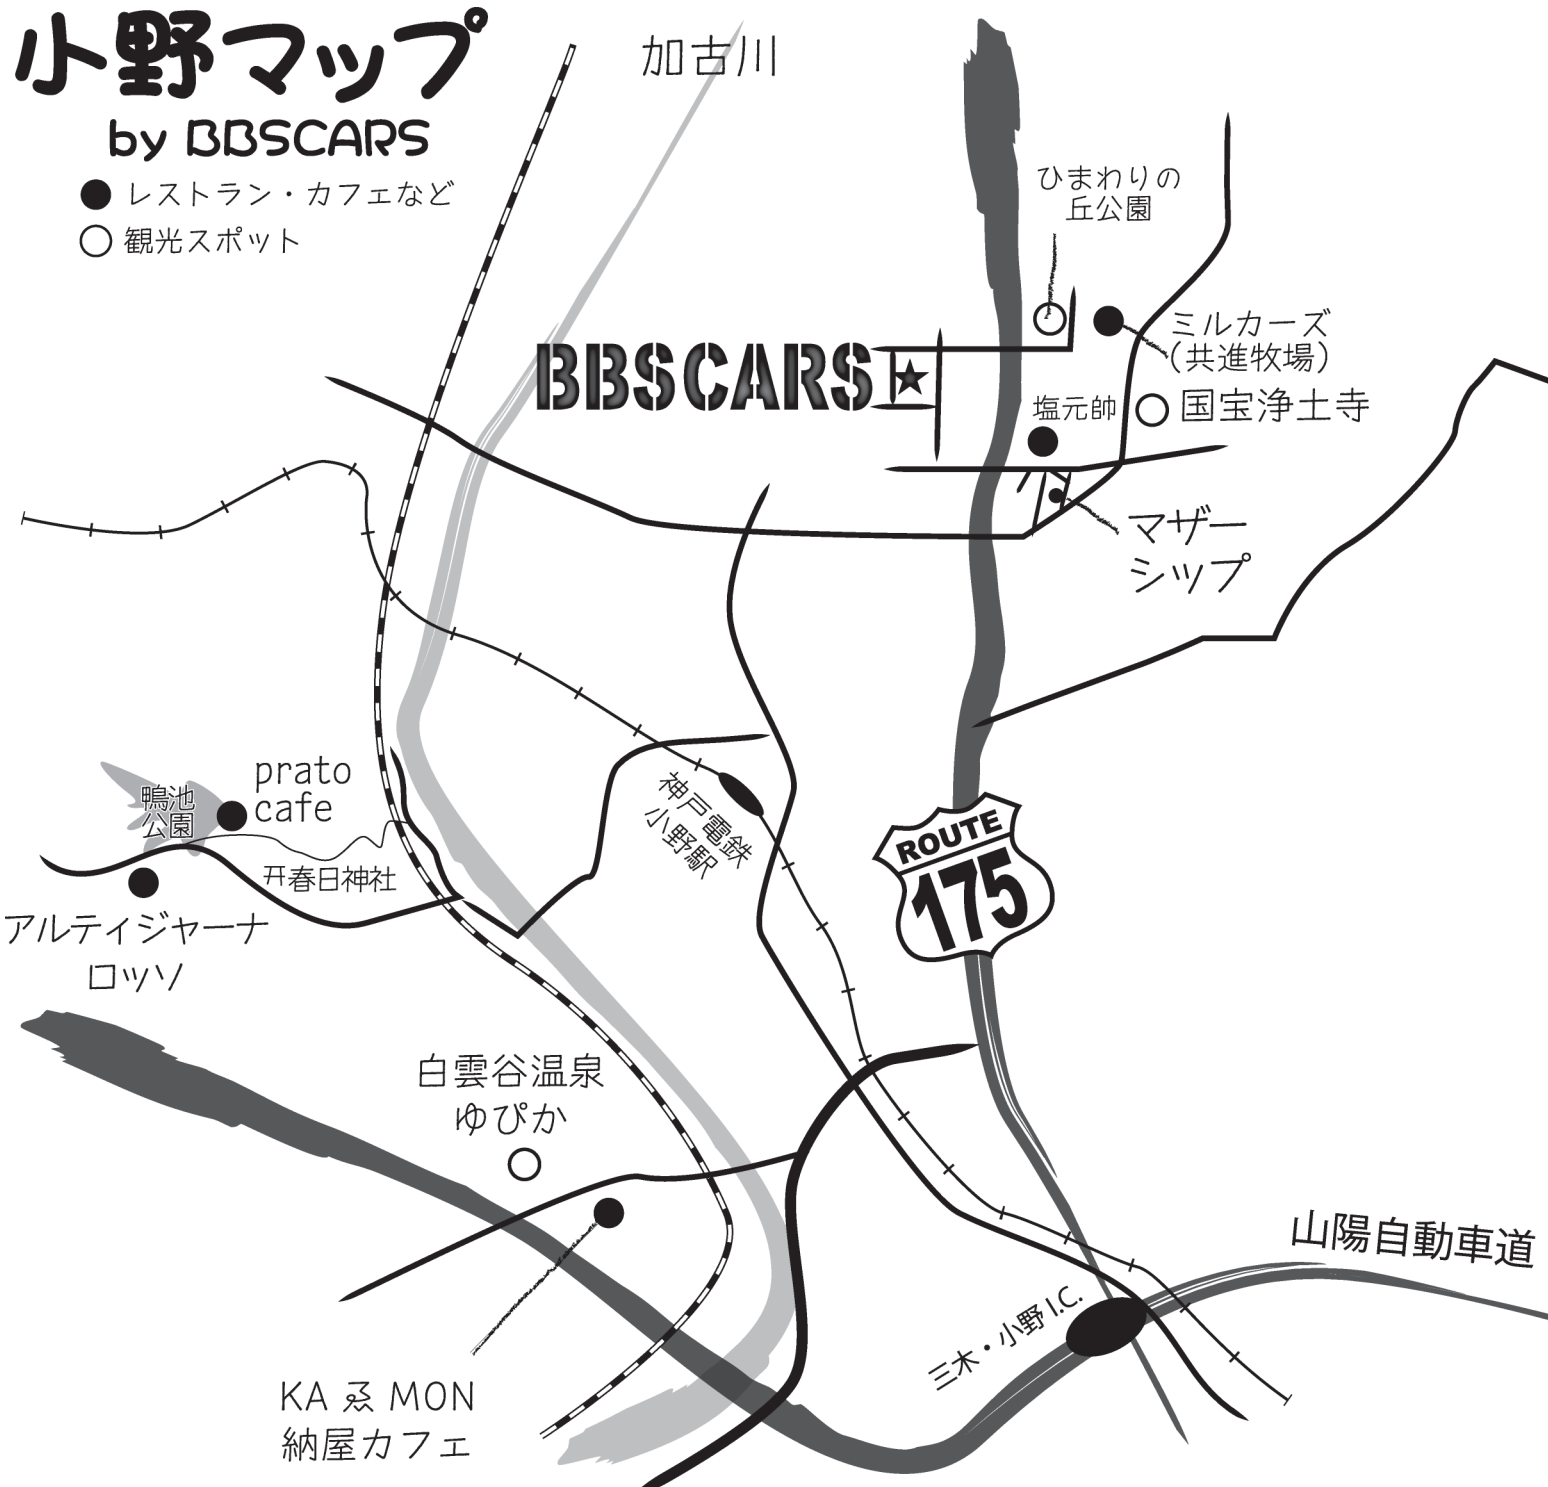 小野マップ
by BBSCARS
レストラン・カフェなど
観光スポット
加古川
ひまわりの
丘公園
ミルカーズ
(共進牧場)
BBSCARS
塩元帥
国宝浄土寺
マザー
シップ
prato
cafe
鴨池
公園
神戸電鉄
小野駅
ROUTE
175
春日神社
アルティジャーナ
ロッソ
白雲谷温泉
ゆぴか
山陽自動車道
三木・小野I.C.
KA ゑ MON
納屋カフェ